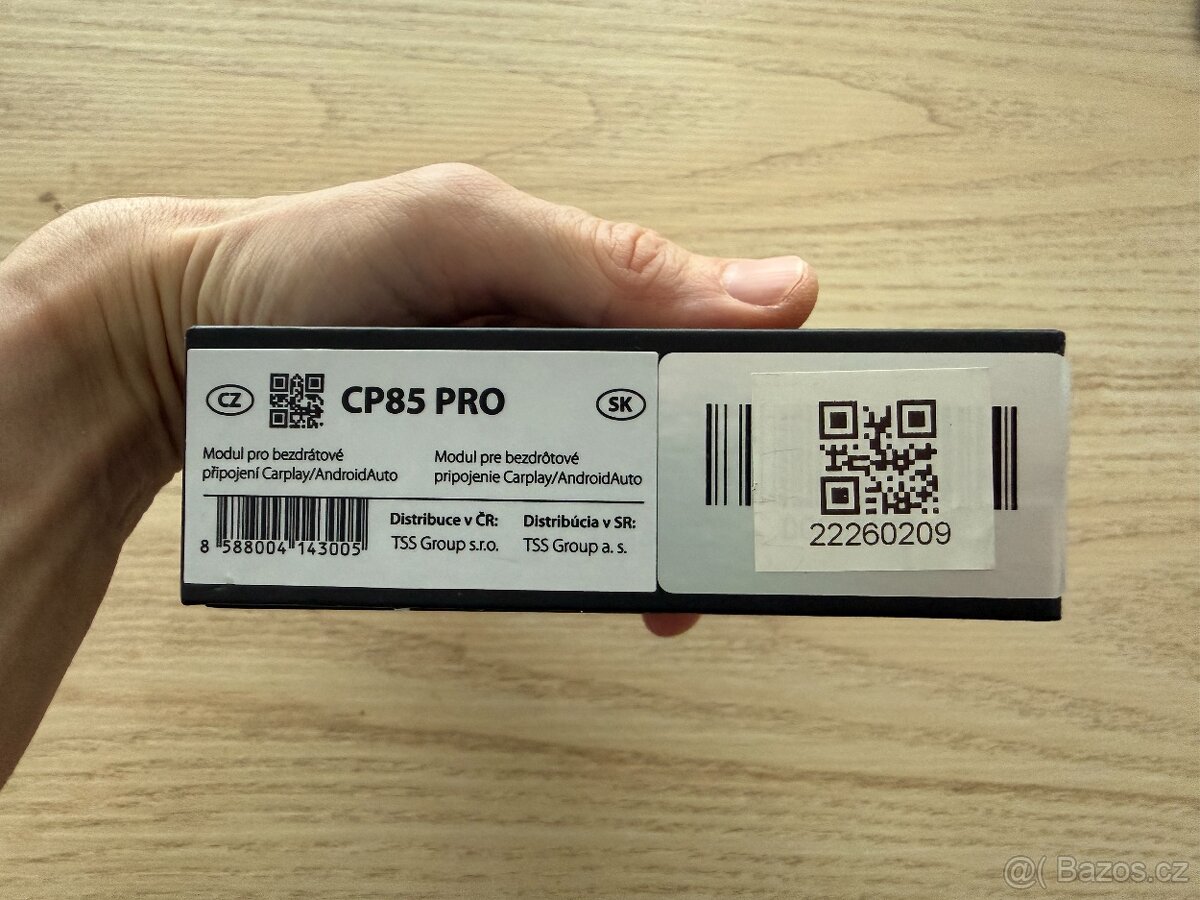 CZ
CP85 PRO
SK
Modul pro bezdrátové
připojení Carplay/AndroidAuto
Modul pre bezdrôtové
pripojenie Carplay/AndroidAuto
8 588004 143005
Distribuce v ČR:
TSS Group s.r.o.
Distribúcia v SR:
TSS Group a. s.
22260209
@( Bazos.cz